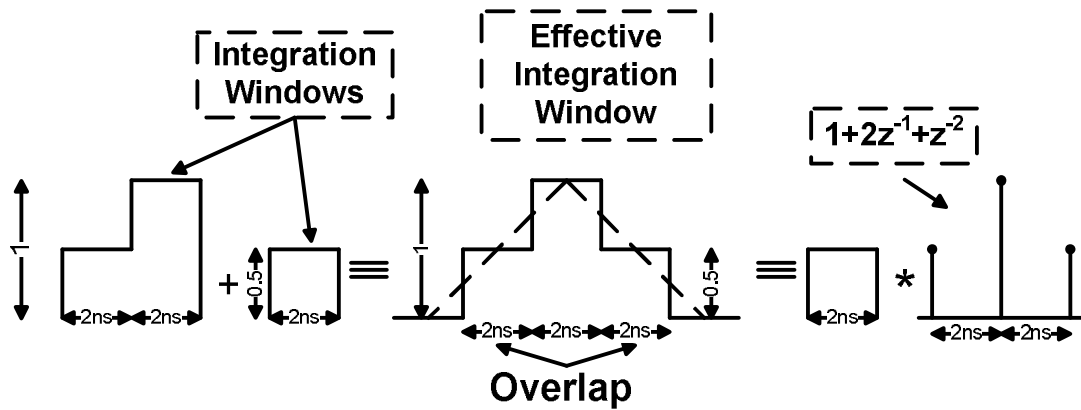 Integration
Windows
Effective
Integration
Window
1+2z⁻¹+z⁻²
1
2ns 2ns
+
0.5
2ns
≡
1
2ns 2ns 2ns
0.5
Overlap
≡
2ns
*
2ns 2ns